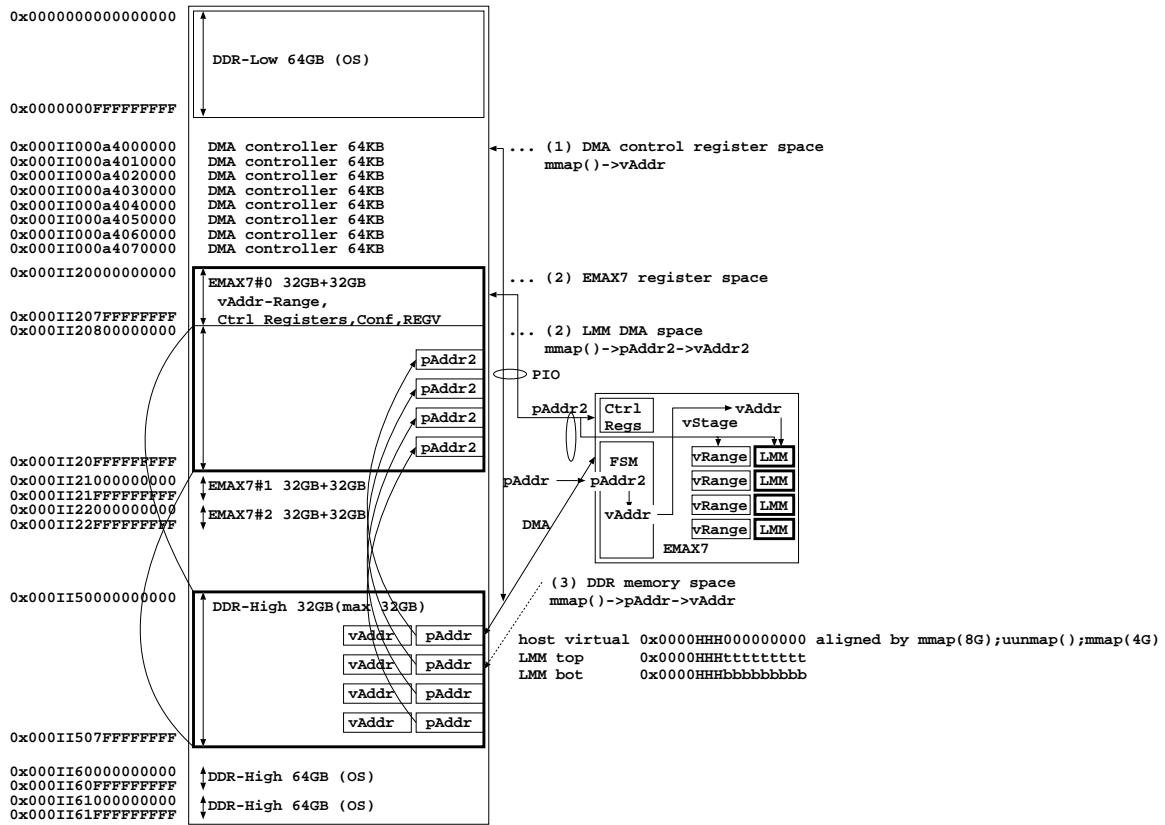 0x0000000000000000
DDR-Low 64GB (OS)
0x0000000FFFFFFFFF
0x000II000a4000000 DMA controller 64KB ... (1) DMA control register space
0x000II000a4010000 DMA controller 64KB mmap()->vAddr
0x000II000a4020000 DMA controller 64KB
0x000II000a4030000 DMA controller 64KB
0x000II000a4040000 DMA controller 64KB
0x000II000a4050000 DMA controller 64KB
0x000II000a4060000 DMA controller 64KB
0x000II000a4070000 DMA controller 64KB
0x000II20000000000
EMAX7#0 32GB+32GB ... (2) EMAX7 register space
vAddr-Range,
Ctrl Registers,Conf,REGV
0x000II207FFFFFFFF
0x000II20800000000 ... (2) LMM DMA space
mmap()->pAddr2->vAddr2
pAddr2
PIO
pAddr2
pAddr2
pAddr2
pAddr2 Ctrl Regs vStage vAddr
vRange LMM
vRange LMM
vRange LMM
vRange LMM
FSM
pAddr pAddr2
vAddr
EMAX7
DMA
0x000II20FFFFFFFFF
0x000II21000000000
EMAX7#1 32GB+32GB
0x000II21FFFFFFFFF
0x000II22000000000
EMAX7#2 32GB+32GB
0x000II22FFFFFFFFF
(3) DDR memory space
mmap()->pAddr->vAddr
0x000II50000000000
DDR-High 32GB(max 32GB)
vAddr pAddr
vAddr pAddr
vAddr pAddr
vAddr pAddr
host virtual 0x0000HHH000000000 aligned by mmap(8G);uunmap();mmap(4G)
LMM top 0x0000HHHttttttttt
LMM bot 0x0000HHHbbbbbbbbb
0x000II507FFFFFFFF
0x000II60000000000
DDR-High 64GB (OS)
0x000II60FFFFFFFFF
0x000II61000000000
DDR-High 64GB (OS)
0x000II61FFFFFFFFF